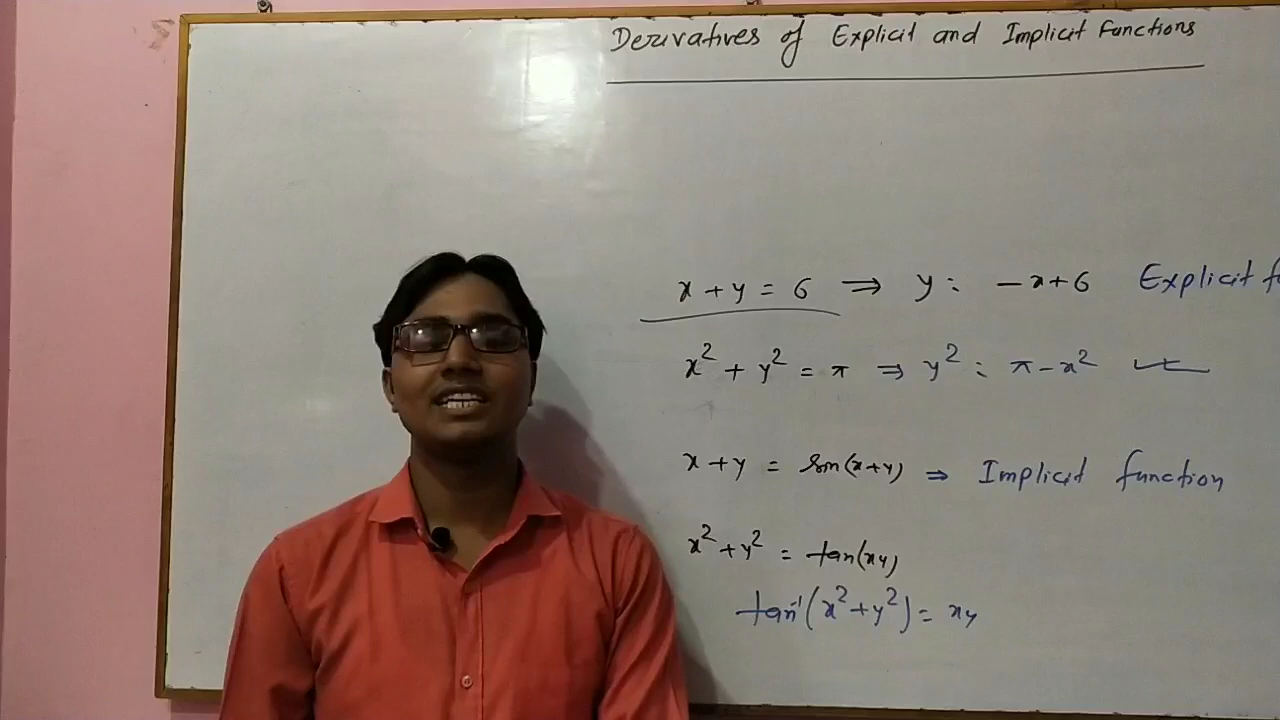 Derivatives of Explicit and Implicit Functions
x + y = 6 ⇒ y = -x+6 Explicit f
x² + y² = π ⇒ y² = π - x²
x + y = Sin(x+y) ⇒ Implicit function
x² + y² = tan(xy)
tan⁻¹(x² + y²) = xy